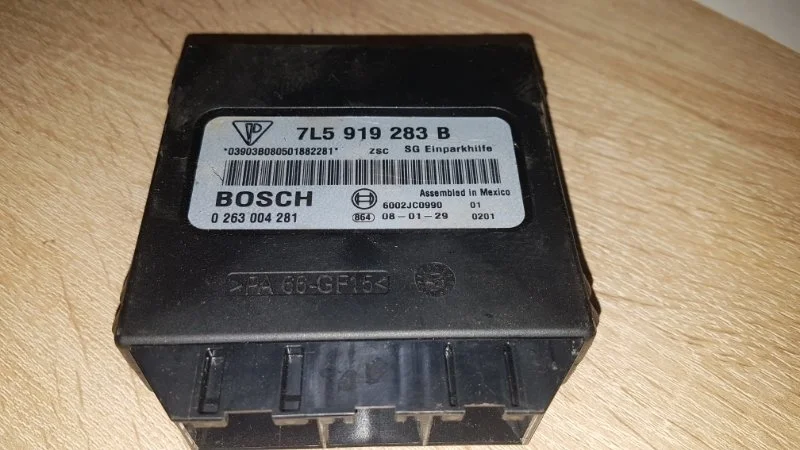 7L5 919 283 B
*03903B080501882281* zsc SG Einparkhilfe
BOSCH
Assembled in Mexico
6002JC0990 01
0 263 004 281
864 08-01-29 0201
>PA 66-GF15<